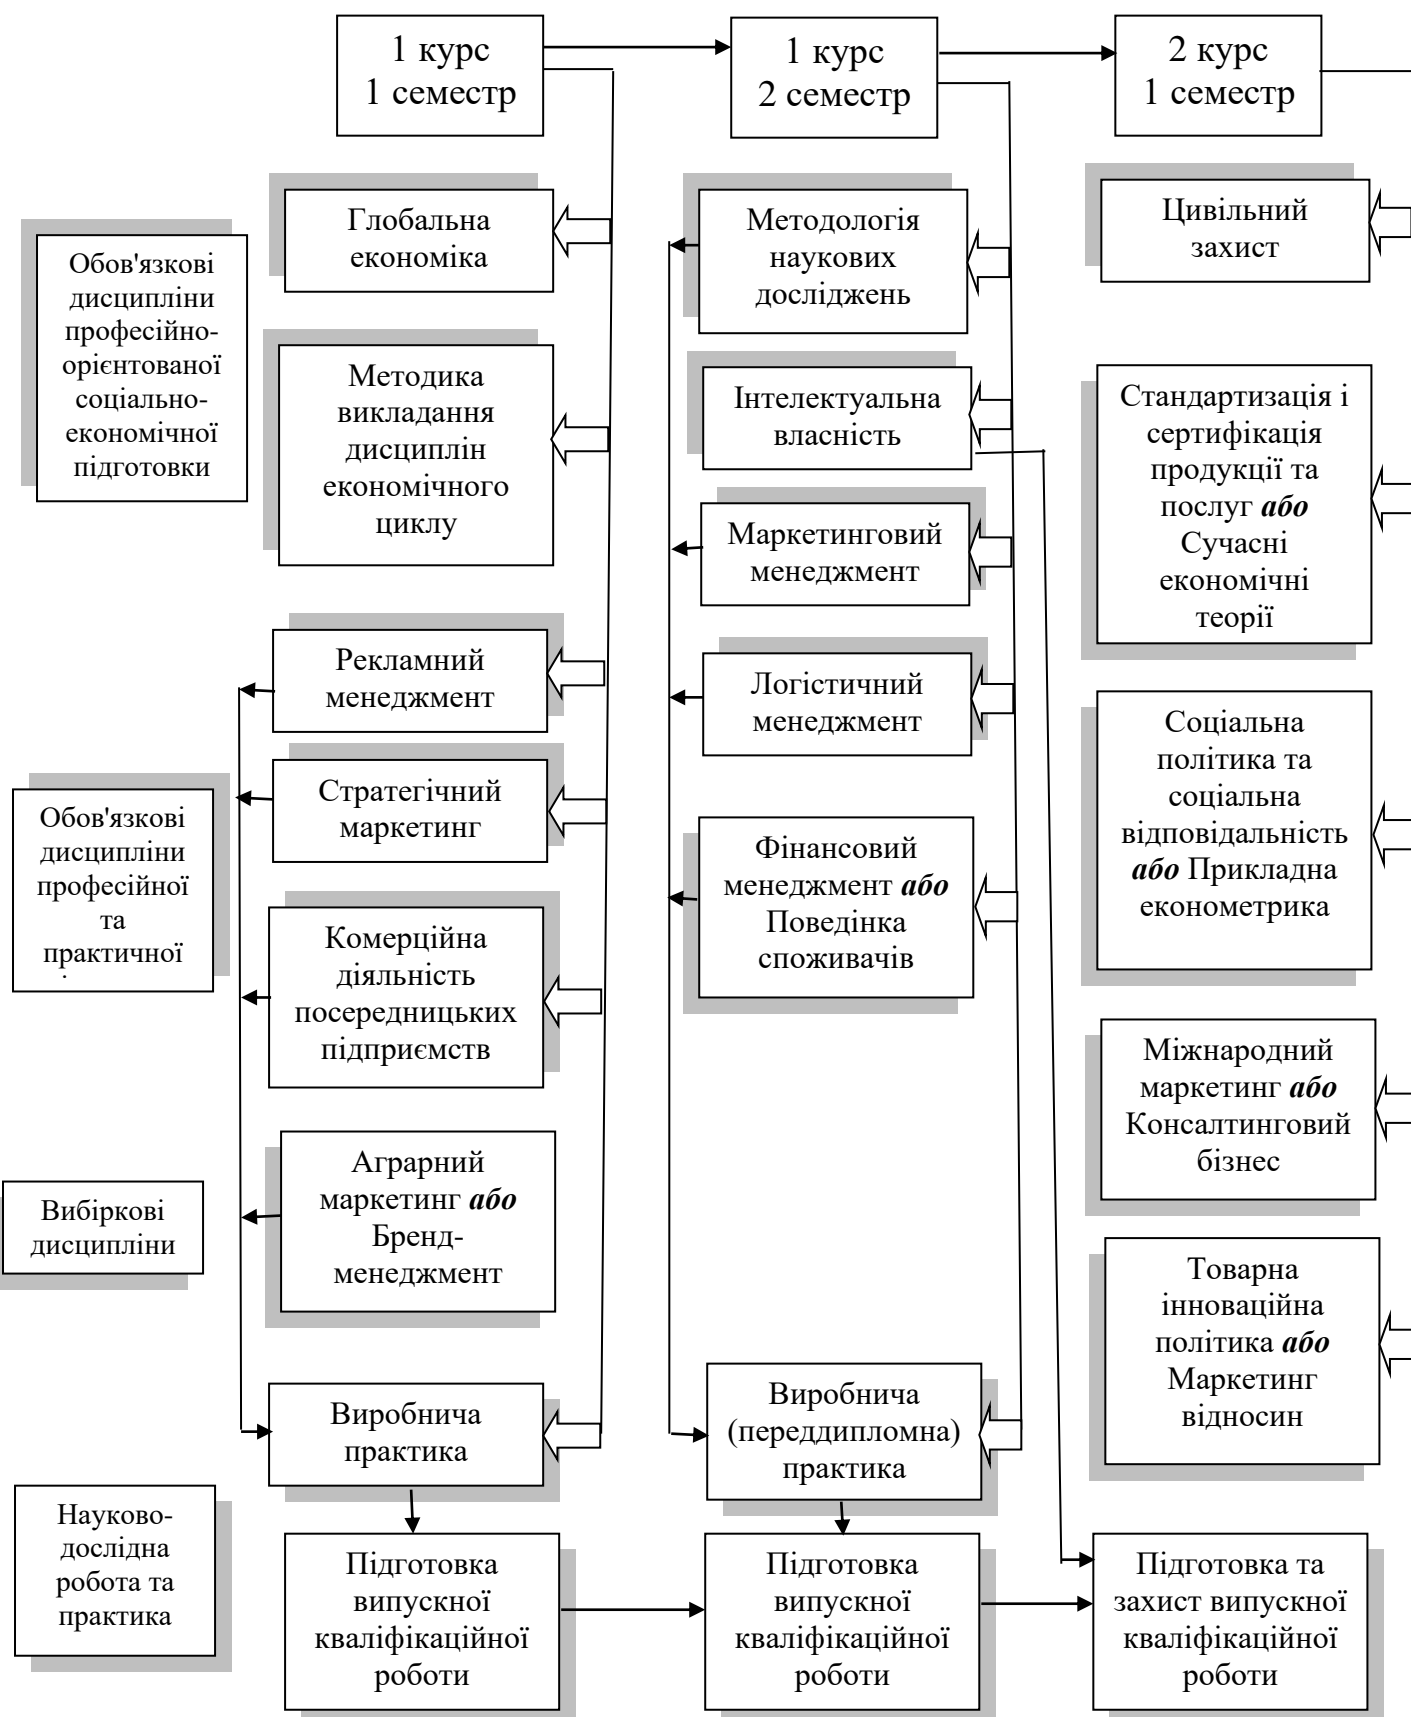 1 курс
1 семестр
1 курс
2 семестр
2 курс
1 семестр
Обов'язкові
дисципліни
професійно-
орієнтованої
соціально-
економічної
підготовки
Глобальна
економіка
Методика
викладання
дисциплін
економічного
циклу
Методологія
наукових
досліджень
Інтелектуальна
власність
Цивільний
захист
Стандартизація і
сертифікація
продукції та
послуг або
Сучасні
економічні
теорії
Обов'язкові
дисципліни
професійної
та
практичної
Рекламний
менеджмент
Стратегічний
маркетинг
Комерційна
діяльність
посередницьких
підприємств
Маркетинговий
менеджмент
Логістичний
менеджмент
Фінансовий
менеджмент або
Поведінка
споживачів
Соціальна
політика та
соціальна
відповідальність
або Прикладна
економетрика
Вибіркові
дисципліни
Аграрний
маркетинг або
Бренд-
менеджмент
Міжнародний
маркетинг або
Консалтинговий
бізнес
Товарна
інноваційна
політика або
Маркетинг
відносин
Науково-
дослідна
робота та
практика
Виробнича
практика
Виробнича
(переддипломна)
практика
Підготовка
випускної
кваліфікаційної
роботи
Підготовка
випускної
кваліфікаційної
роботи
Підготовка та
захист випускної
кваліфікаційної
роботи